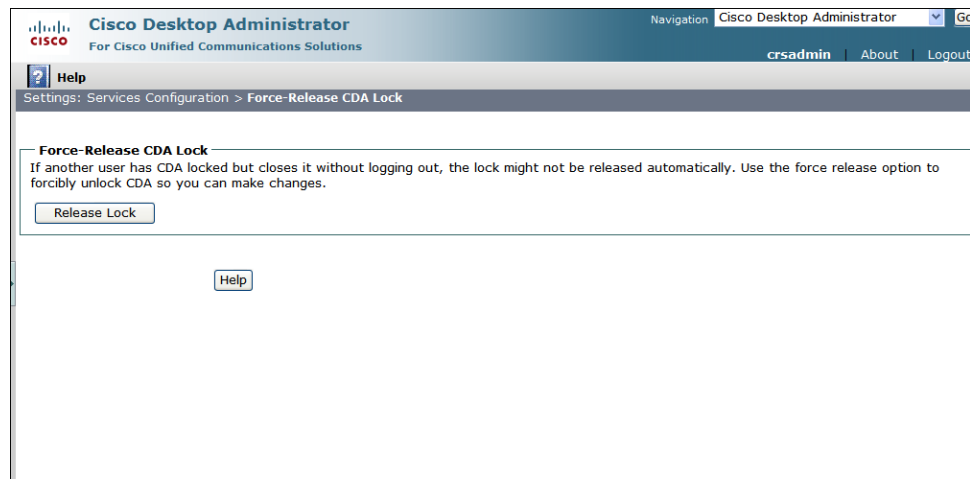 Cisco Desktop Administrator
For Cisco Unified Communications Solutions
CISCO
Navigation Cisco Desktop Administrator Go
crsadmin | About | Logout
? Help
Settings: Services Configuration > Force-Release CDA Lock
Force-Release CDA Lock
If another user has CDA locked but closes it without logging out, the lock might not be released automatically. Use the force release option to
forcibly unlock CDA so you can make changes.
Release Lock
Help